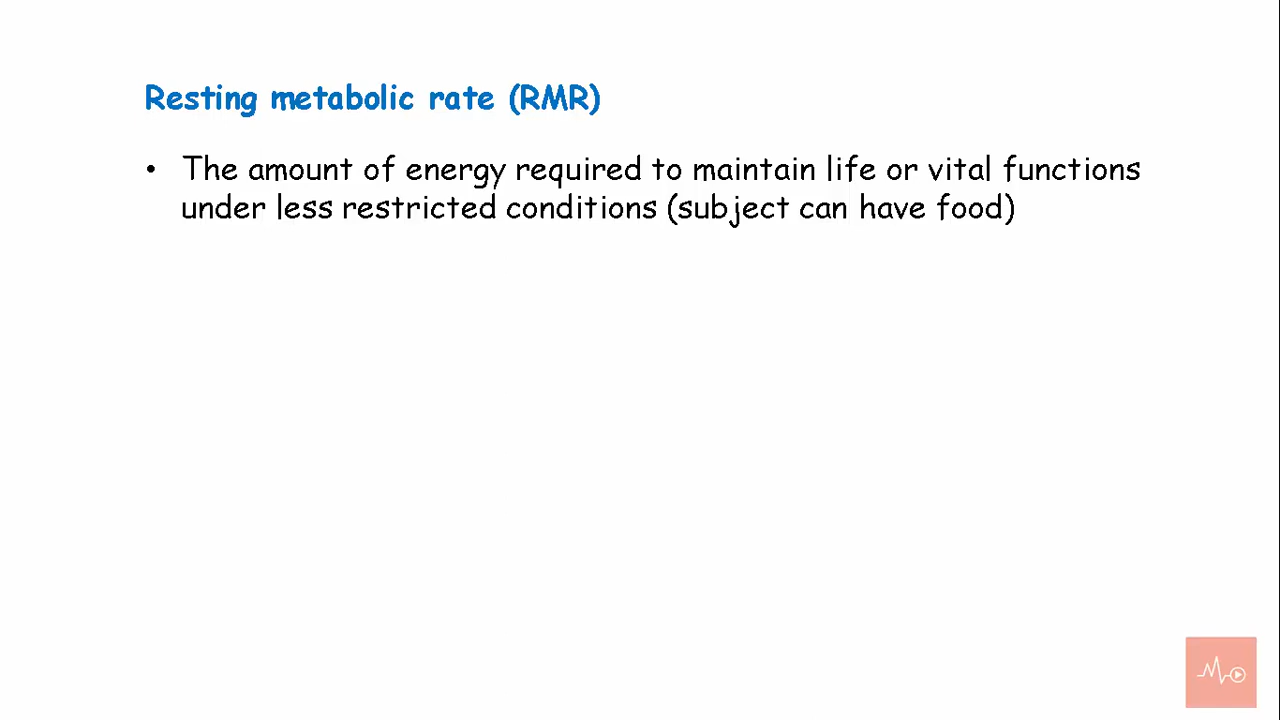 Resting metabolic rate (RMR)
• The amount of energy required to maintain life or vital functions
under less restricted conditions (subject can have food)